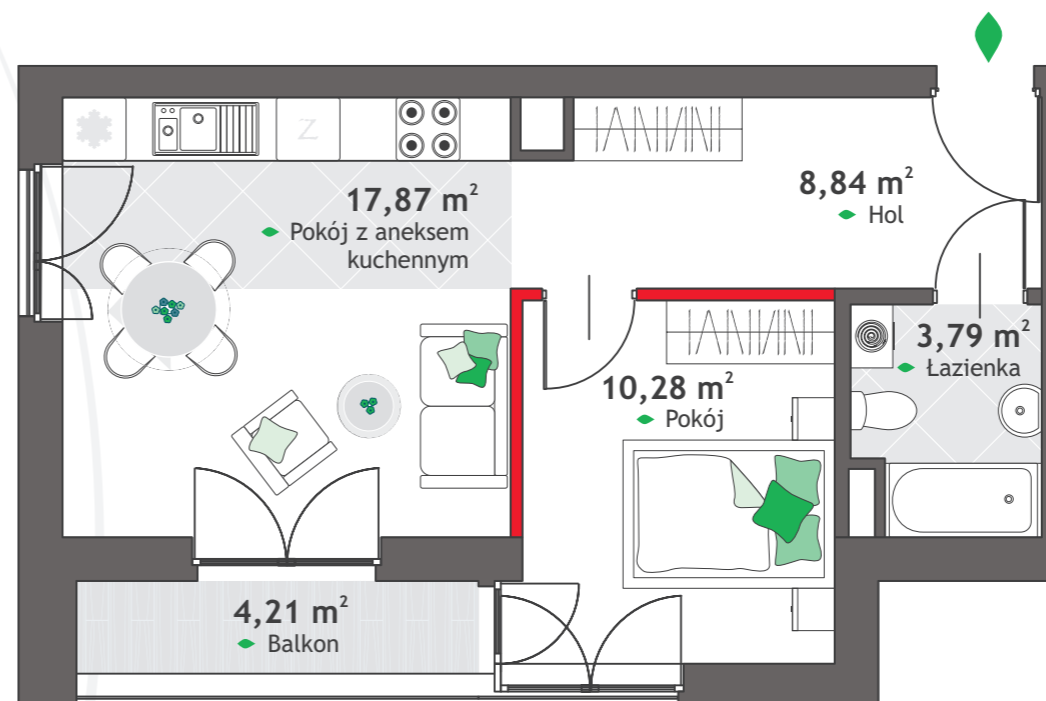 Z
17,87 m²
Pokój z aneksem
kuchennym
8,84 m²
Hol
3,79 m²
Łazienka
10,28 m²
Pokój
4,21 m²
Balkon